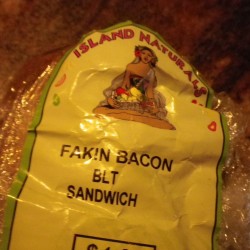 ISLAND NATURALS
FAKIN BACON
BLT
SANDWICH